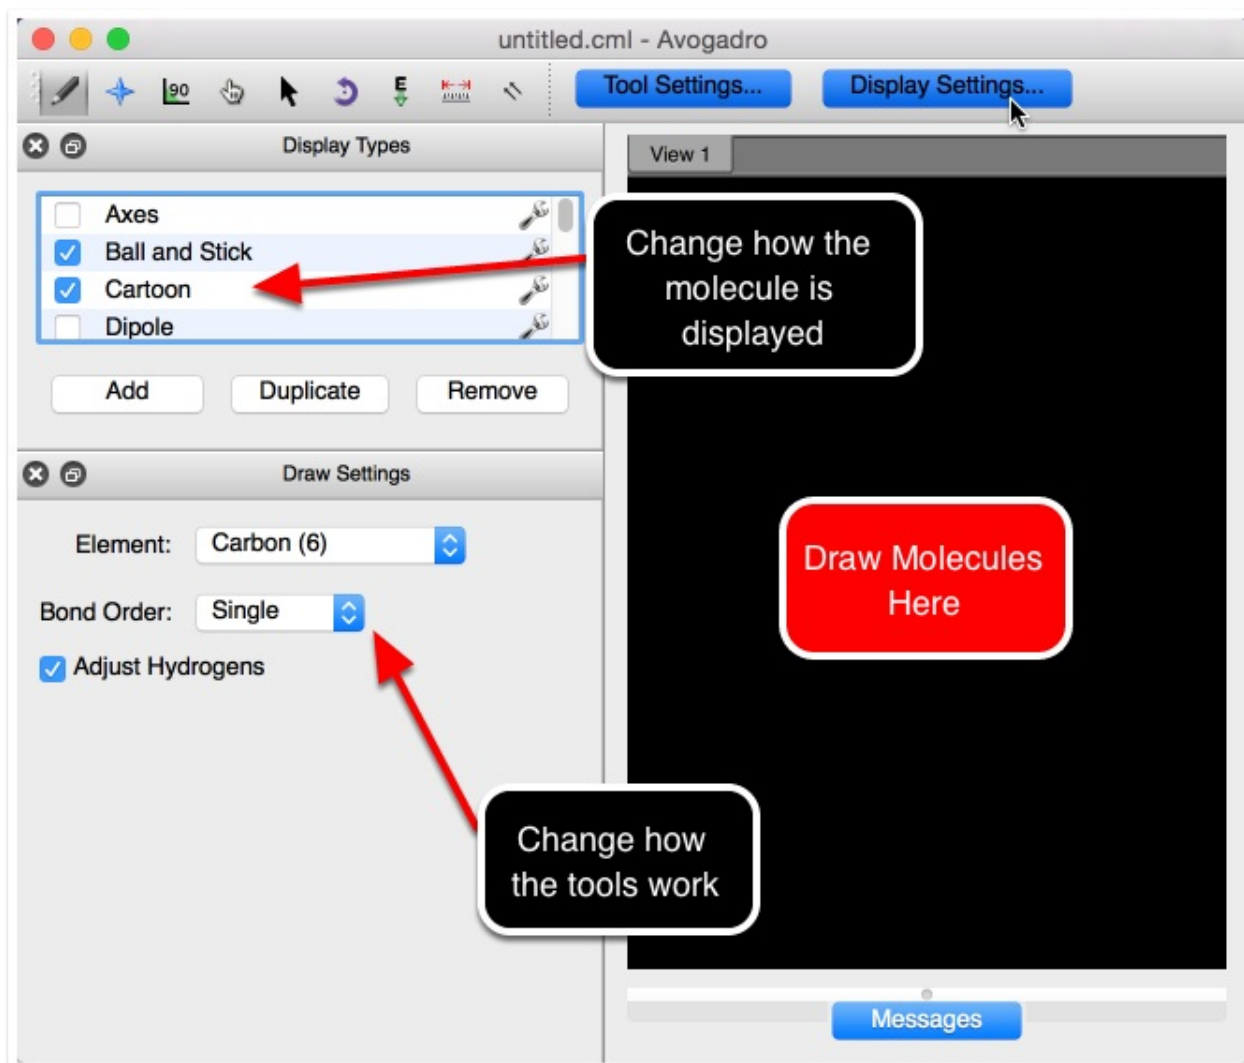 untitled.cml - Avogadro
90
E
Tool Settings...
Display Settings...
Display Types
View 1
Axes
Ball and Stick
Cartoon
Dipole
Change how the
molecule is
displayed
Add
Duplicate
Remove
Draw Settings
Element:
Carbon (6)
Draw Molecules
Here
Bond Order:
Single
Adjust Hydrogens
Change how
the tools work
Messages